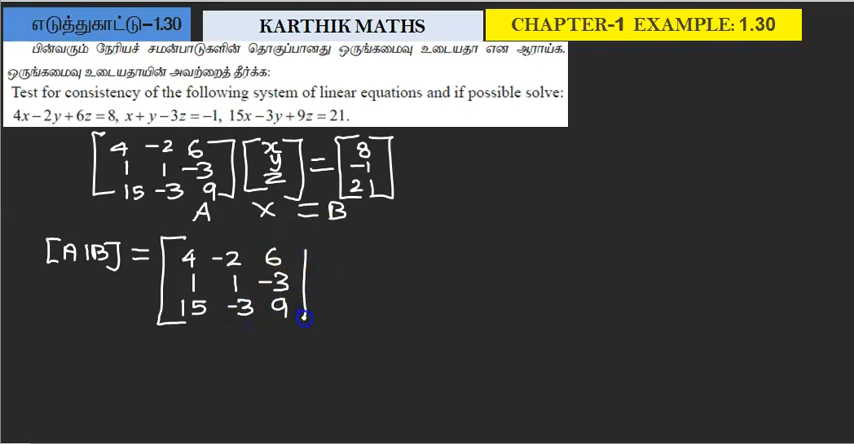 எடுத்துகாட்டு-1.30 KARTHIK MATHS CHAPTER-1 EXAMPLE: 1.30
பின்வரும் நேரியச் சமன்பாடுகளின் தொகுப்பானது ஒருங்கமைவு உடையதா என ஆராய்க.
ஒருங்கமைவு உடையதாயின் அவற்றைத் தீர்க்க:
Test for consistency of the following system of linear equations and if possible solve:
4x − 2y + 6z = 8, x + y − 3z = −1, 15x − 3y + 9z = 21.
4 -2 6 x 8
1 1 -3 y = -1
15 -3 9 z 21
A X = B
[A|B] = 4 -2 6
1 1 -3
15 -3 9